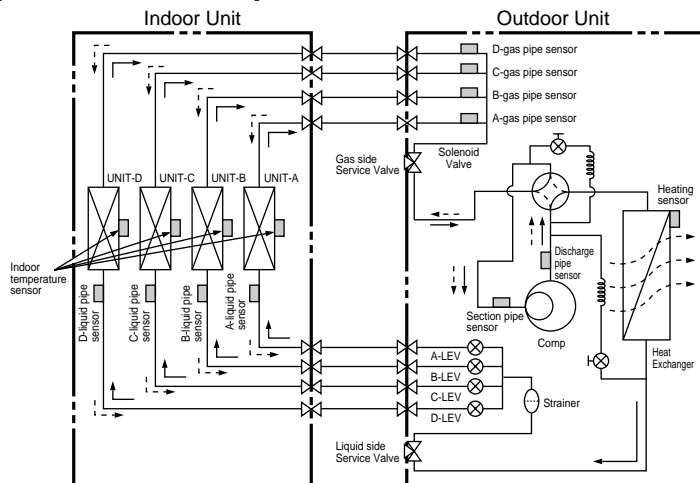 Indoor Unit
Outdoor Unit
D-gas pipe sensor
C-gas pipe sensor
B-gas pipe sensor
A-gas pipe sensor
Gas side
Service Valve
Solenoid
Valve
Heating
sensor
UNIT-D
UNIT-C
UNIT-B
UNIT-A
Indoor
temperature
sensor
D-liquid pipe
sensor
C-liquid pipe
sensor
B-liquid pipe
sensor
A-liquid pipe
sensor
Discharge
pipe
sensor
Section pipe
sensor
Comp
Heat
Exchanger
A-LEV
B-LEV
C-LEV
D-LEV
Strainer
Liquid side
Service Valve